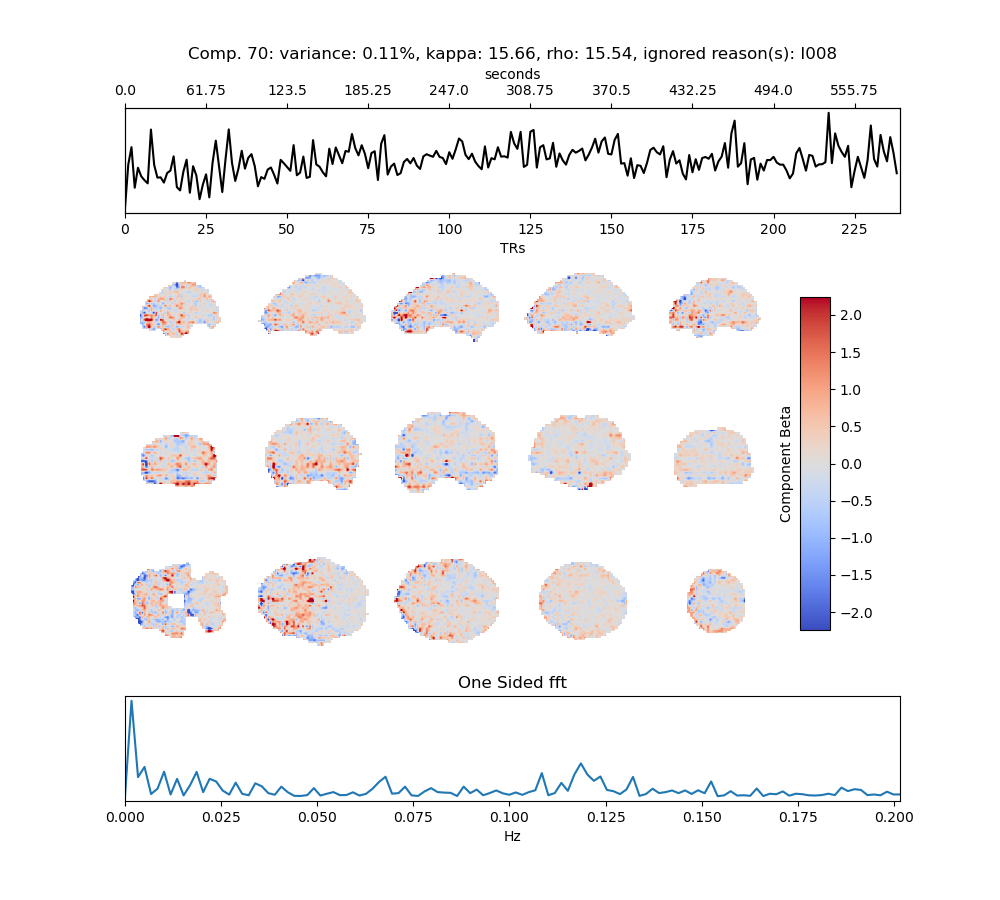 Comp. 70: variance: 0.11%, kappa: 15.66, rho: 15.54, ignored reason(s): I008
seconds
0.0 61.75 123.5 185.25 247.0 308.75 370.5 432.25 494.0 555.75
0 25 50 75 100 125 150 175 200 225
TRs
2.0
1.5
1.0
0.5
0.0
−0.5
−1.0
−1.5
−2.0
Component Beta
One Sided fft
0.000 0.025 0.050 0.075 0.100 0.125 0.150 0.175 0.200
Hz